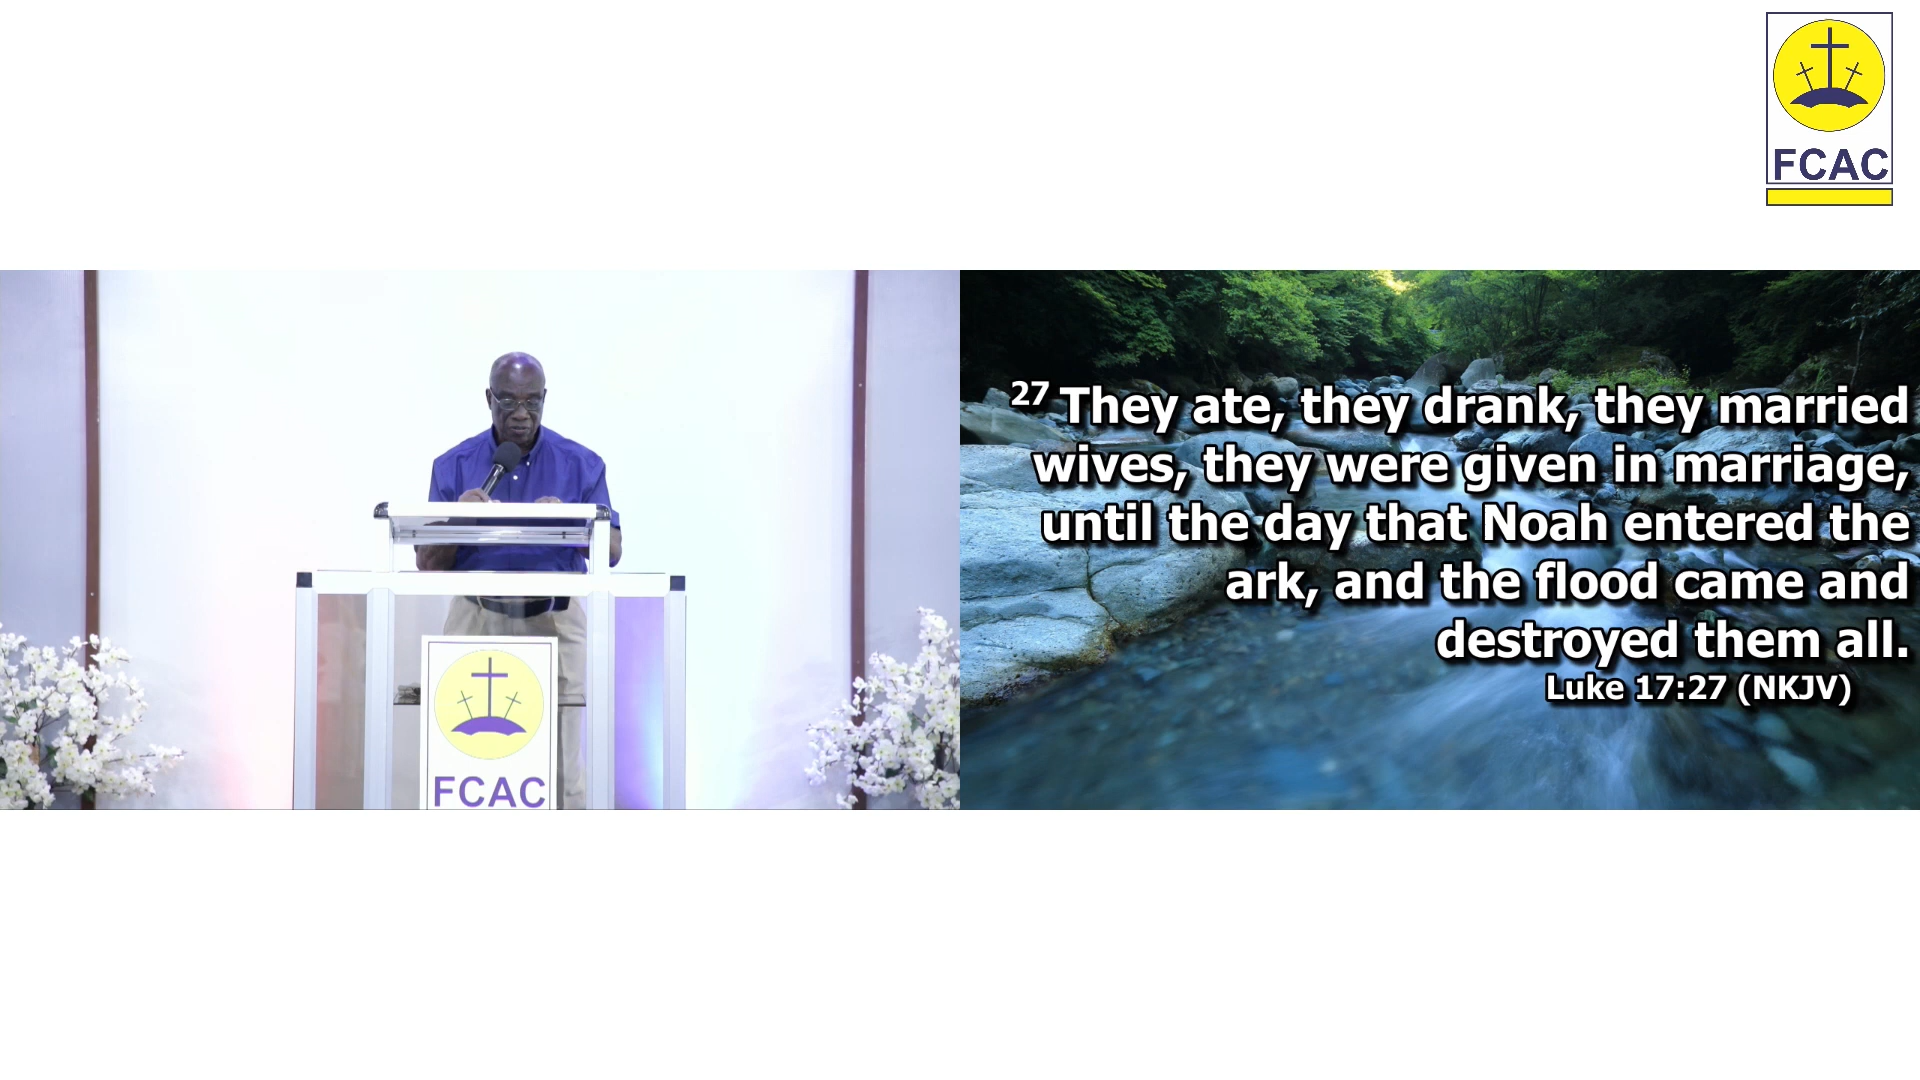 FCAC
FCAC
27 They ate, they drank, they married
wives, they were given in marriage,
until the day that Noah entered the
ark, and the flood came and
destroyed them all.
Luke 17:27 (NKJV)